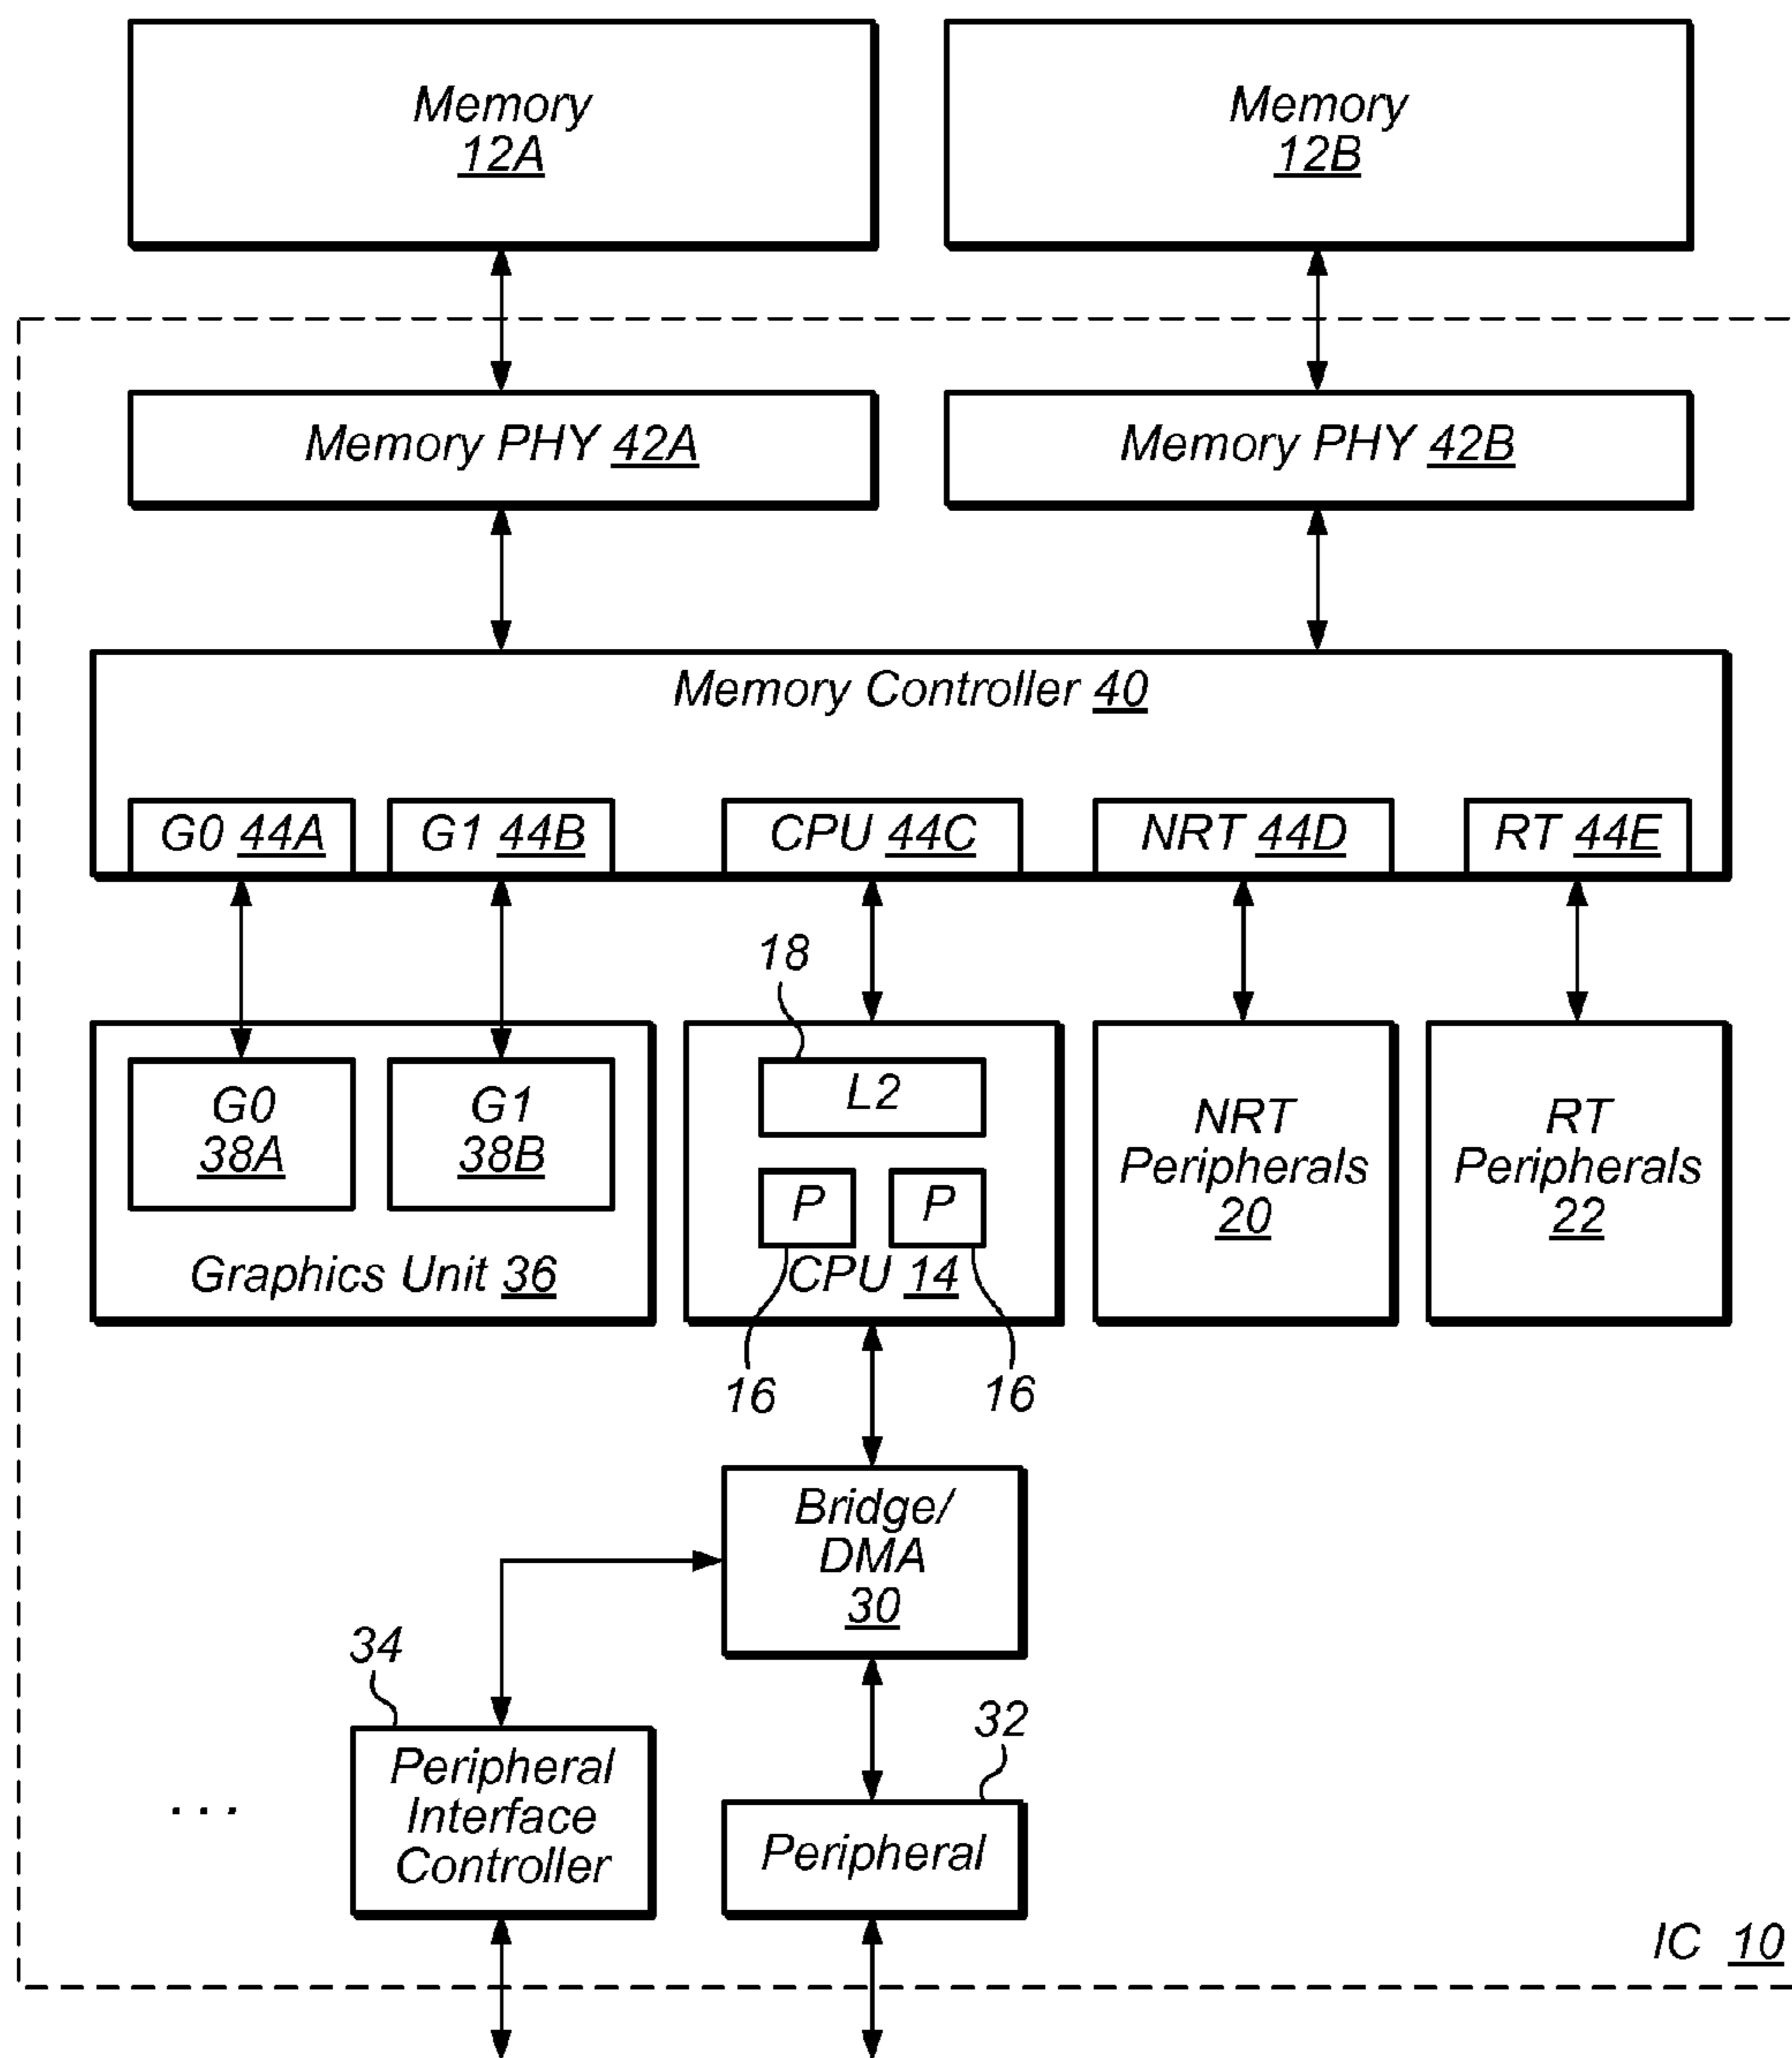 Memory
12A
Memory
12B
Memory PHY 42A
Memory PHY 42B
Memory Controller 40
G0 44A
G1 44B
CPU 44C
NRT 44D
RT 44E
18
G0
38A
G1
38B
Graphics Unit 36
L2
P
P
CPU 14
16
16
NRT
Peripherals
20
RT
Peripherals
22
Bridge/
DMA
30
34
Peripheral
Interface
Controller
...
32
Peripheral
IC 10